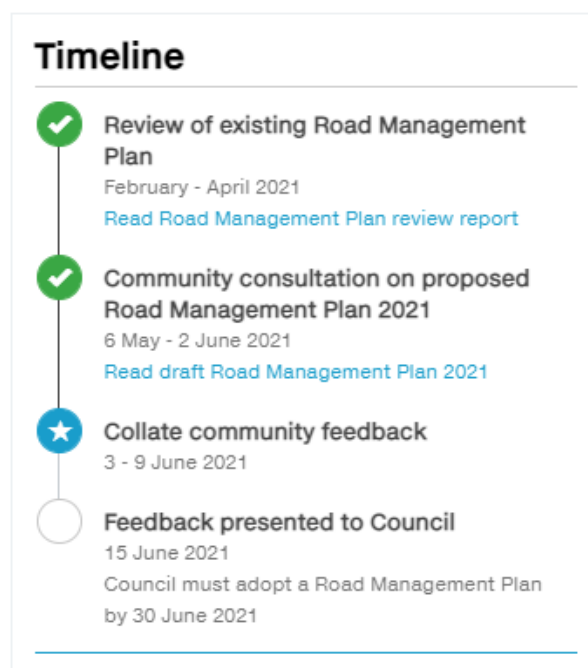 Timeline
Review of existing Road Management
Plan
February - April 2021
Read Road Management Plan review report
Community consultation on proposed
Road Management Plan 2021
6 May - 2 June 2021
Read draft Road Management Plan 2021
Collate community feedback
3 - 9 June 2021
Feedback presented to Council
15 June 2021
Council must adopt a Road Management Plan
by 30 June 2021